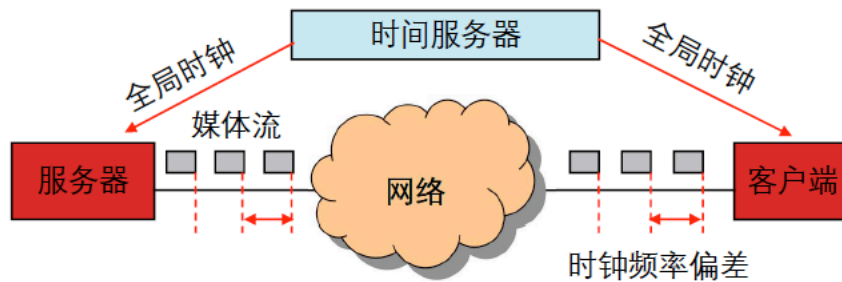 时间服务器
全局时钟
全局时钟
媒体流
服务器
网络
客户端
时钟频率偏差